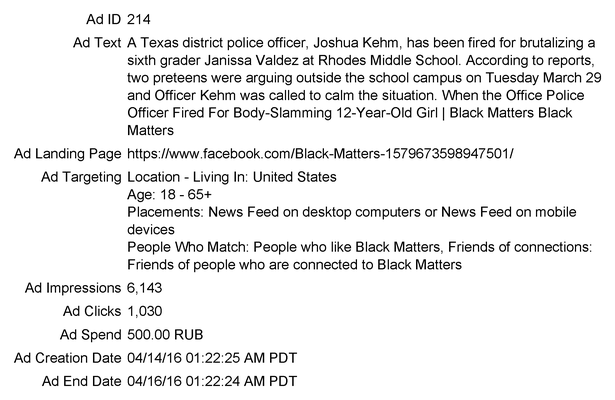 Ad ID 214
Ad Text A Texas district police officer, Joshua Kehm, has been fired for brutalizing a
sixth grader Janissa Valdez at Rhodes Middle School. According to reports,
two preteens were arguing outside the school campus on Tuesday March 29
and Officer Kehm was called to calm the situation. When the Office Police
Officer Fired For Body-Slamming 12-Year-Old Girl | Black Matters Black
Matters
Ad Landing Page https://www.facebook.com/Black-Matters-1579673598947501/
Ad Targeting Location - Living In: United States
Age: 18 - 65+
Placements: News Feed on desktop computers or News Feed on mobile
devices
People Who Match: People who like Black Matters, Friends of connections:
Friends of people who are connected to Black Matters
Ad Impressions 6,143
Ad Clicks 1,030
Ad Spend 500.00 RUB
Ad Creation Date 04/14/16 01:22:25 AM PDT
Ad End Date 04/16/16 01:22:24 AM PDT